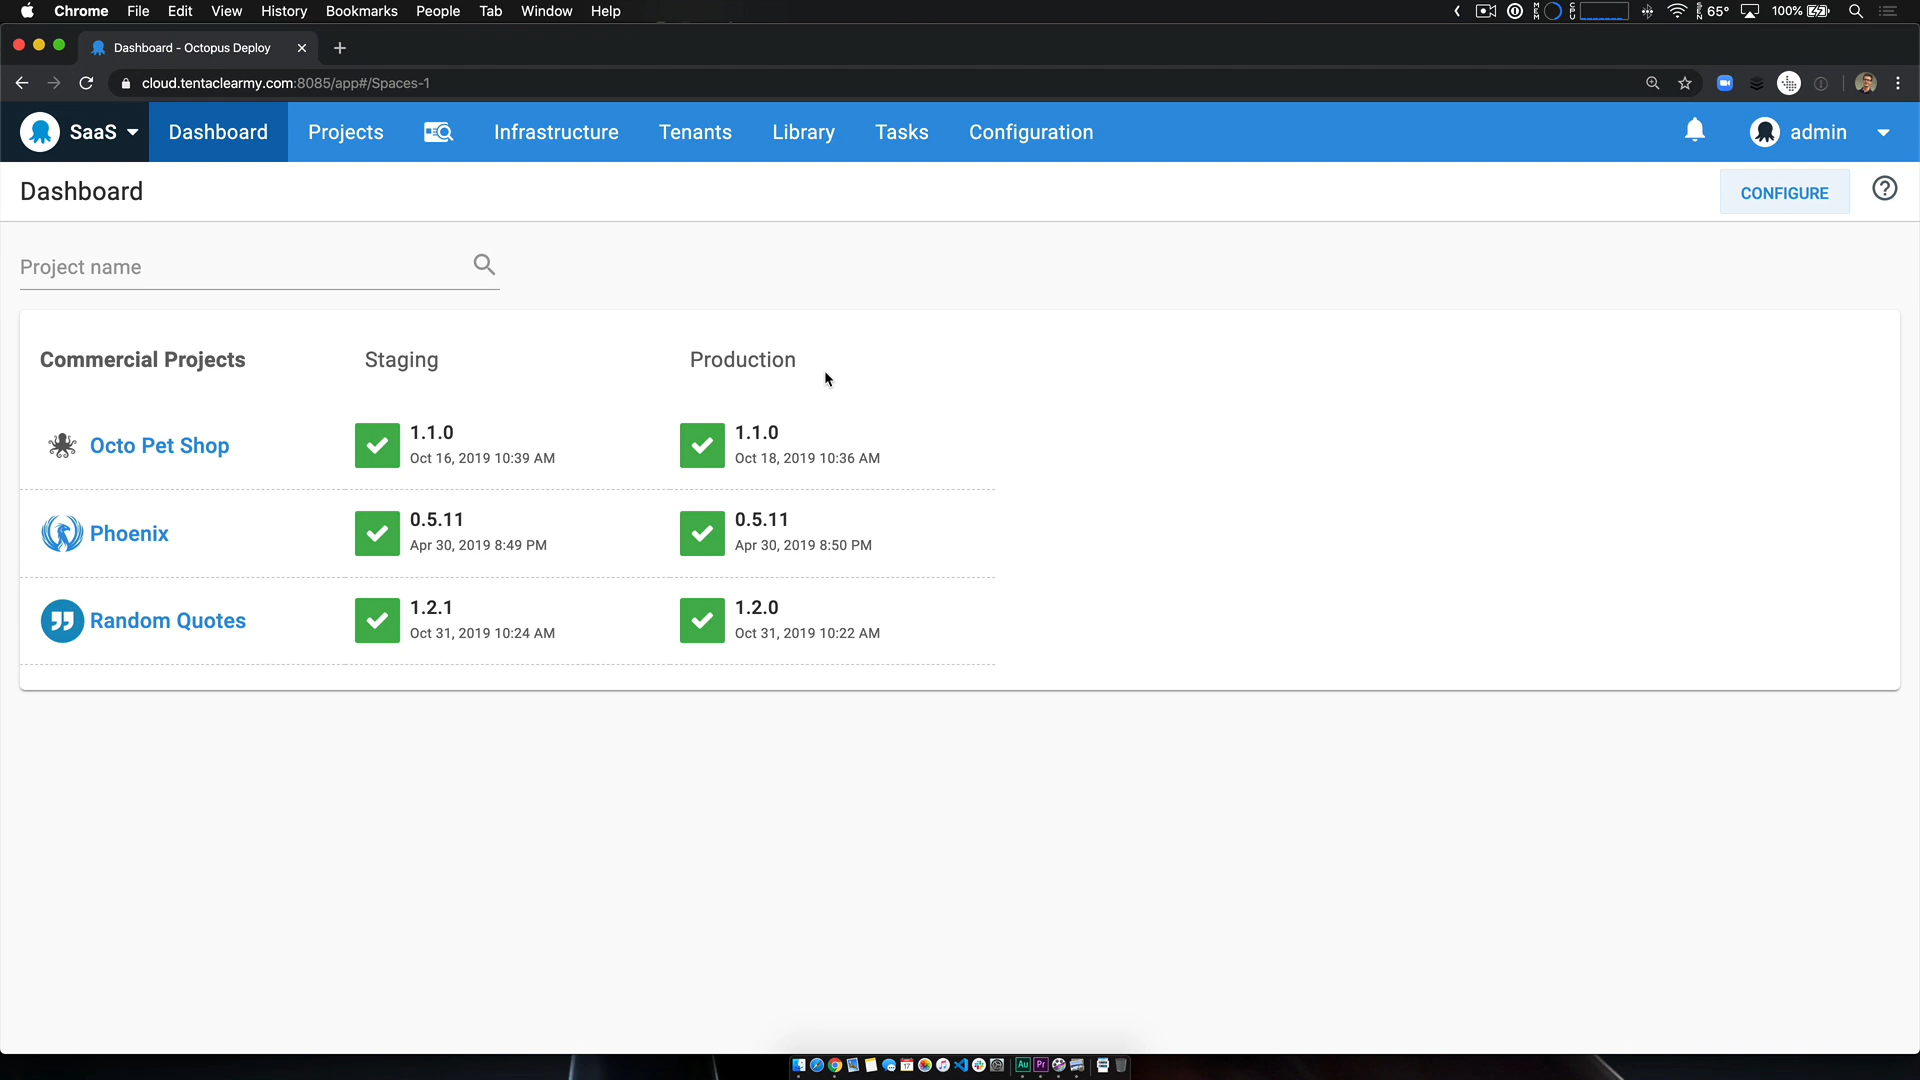 Chrome File Edit View History Bookmarks People Tab Window Help 65° 100%
Dashboard - Octopus Deploy
cloud.tentaclearmy.com:8085/app#/Spaces-1
SaaS Dashboard Projects Infrastructure Tenants Library Tasks Configuration admin
Dashboard CONFIGURE
Project name
Commercial Projects Staging Production
Octo Pet Shop 1.1.0 1.1.0
Oct 16, 2019 10:39 AM Oct 18, 2019 10:36 AM
Phoenix 0.5.11 0.5.11
Apr 30, 2019 8:49 PM Apr 30, 2019 8:50 PM
Random Quotes 1.2.1 1.2.0
Oct 31, 2019 10:24 AM Oct 31, 2019 10:22 AM
Au Pr